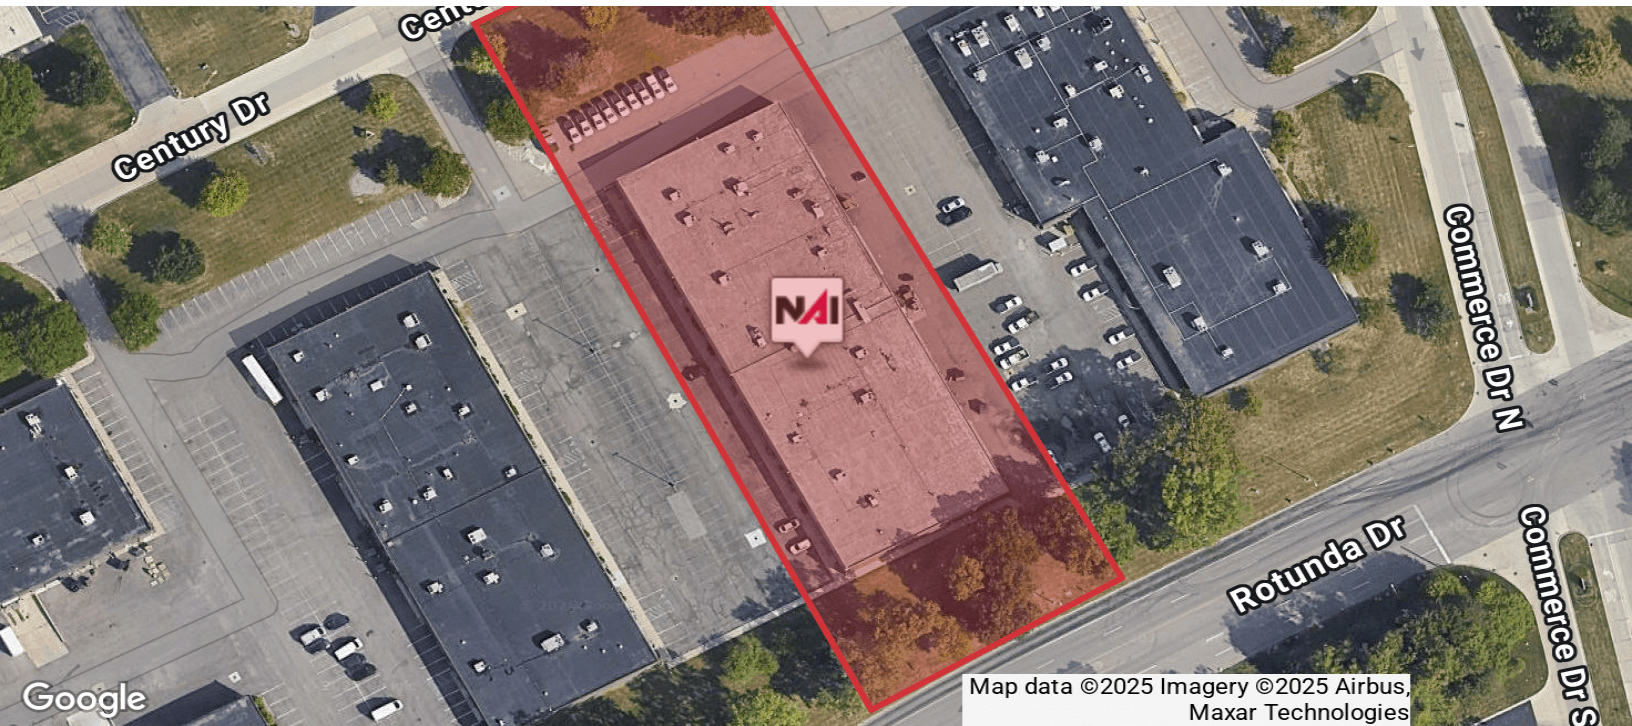 Century Dr
NAI
Commerce Dr N
Rotunda Dr
Commerce Dr S
Google
Map data ©2025 Imagery ©2025 Airbus,
Maxar Technologies